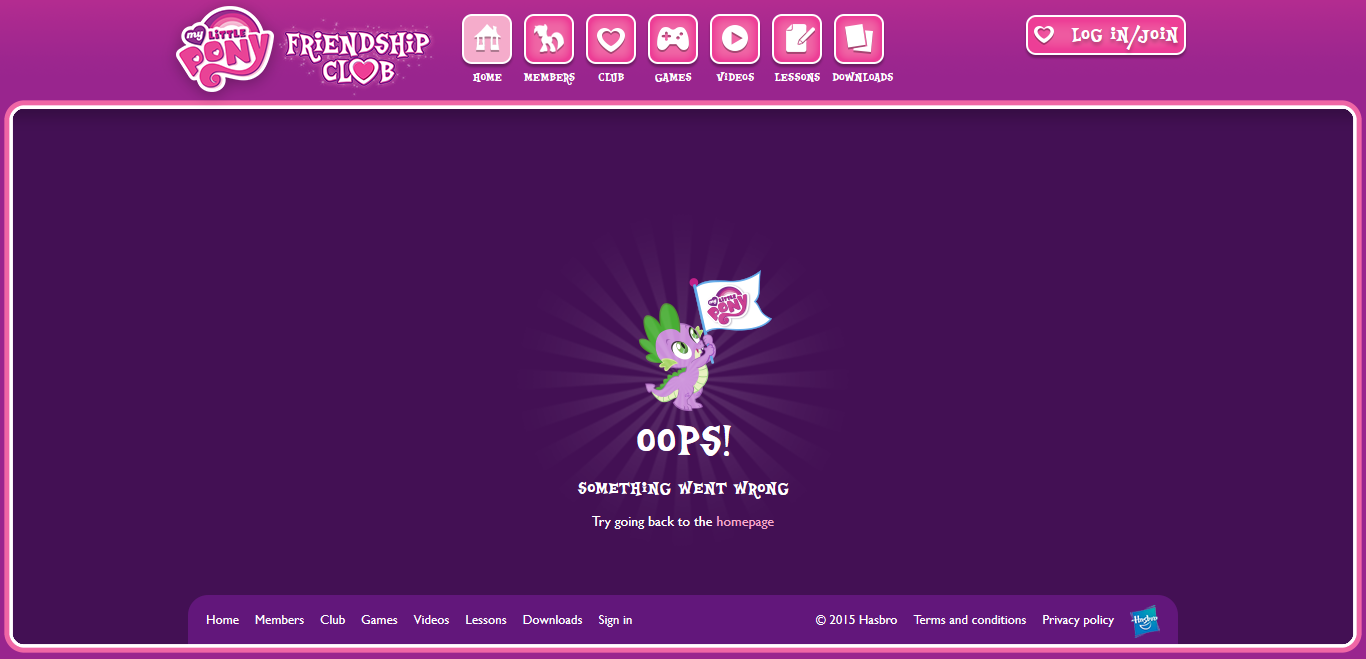 my LITTLE PONY
FRIENDSHIP CLUB
HOME
MEMBERS
CLUB
GAMES
VIDEOS
LESSONS
DOWNLOADS
LOG IN/JOIN
my LITTLE PONY
OOPS!
SOMETHING WENT WRONG
Try going back to the homepage
Home Members Club Games Videos Lessons Downloads Sign in © 2015 Hasbro Terms and conditions Privacy policy Hasbro